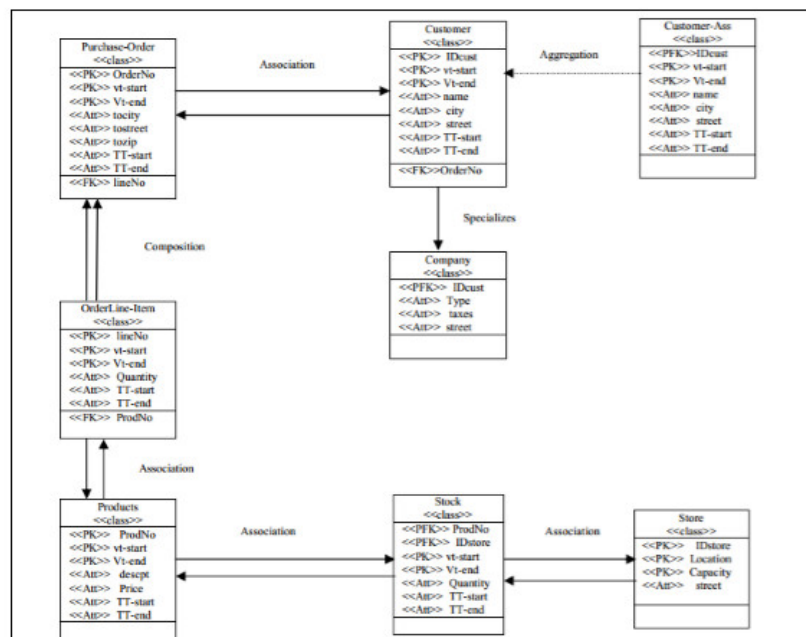 Purchase-Order
<<class>>
<<PK>> OrderNo
<<PK>> vt-start
<<PK>> Vt-end
<<Att>> tocity
<<Att>> tostreet
<<Att>> tozip
<<Att>> TT-start
<<Att>> TT-end
<<FK>> lineNo
Association
Customer
<<class>>
<<PK>> IDcust
<<PK>> vt-start
<<PK>> Vt-end
<<Att>> name
<<Att>> city
<<Att>> street
<<Att>> TT-start
<<Att>> TT-end
<<FK>>OrderNo
Aggregation
Customer-Ass
<<class>>
<<PFK>>IDcust
<<PK>> vt-start
<<PK>> Vt-end
<<Att>> name
<<Att>> city
<<Att>> street
<<Att>> TT-start
<<Att>> TT-end
Composition
Specializes
Company
<<class>>
<<PFK>> IDcust
<<Att>> Type
<<Att>> taxes
<<Att>> street
OrderLine-Item
<<class>>
<<PK>> lineNo
<<PK>> vt-start
<<PK>> Vt-end
<<Att>> Quantity
<<Att>> TT-start
<<Att>> TT-end
<<FK>> ProdNo
Association
Products
<<class>>
<<PK>> ProdNo
<<PK>> vt-start
<<PK>> Vt-end
<<Att>> descpt
<<Att>> Price
<<Att>> TT-start
<<Att>> TT-end
Association
Stock
<<class>>
<<PFK>> ProdNo
<<PFK>> IDstore
<<PK>> vt-start
<<PK>> Vt-end
<<Att>> Quantity
<<Att>> TT-start
<<Att>> TT-end
Association
Store
<<class>>
<<PK>> IDstore
<<PK>> Location
<<PK>> Capacity
<<Att>> street